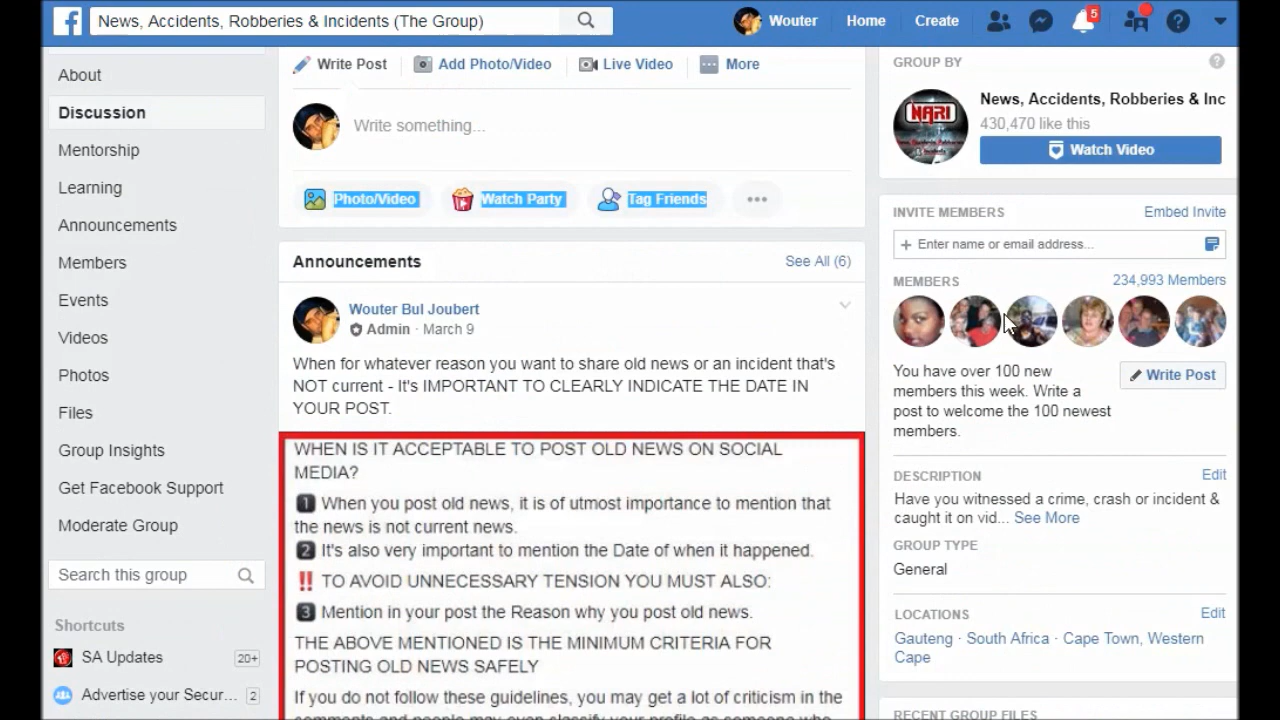 News, Accidents, Robberies & Incidents (The Group)
Wouter
Home
Create
5
About
Discussion
Mentorship
Learning
Announcements
Members
Events
Videos
Photos
Files
Group Insights
Get Facebook Support
Moderate Group
Search this group
Shortcuts
SA Updates 20+
Advertise your Secur... 2
Write Post
Add Photo/Video
Live Video
More
Write something...
Photo/Video
Watch Party
Tag Friends
Announcements
See All (6)
Wouter Bul Joubert
Admin · March 9
When for whatever reason you want to share old news or an incident that's
NOT current - It's IMPORTANT TO CLEARLY INDICATE THE DATE IN
YOUR POST.
WHEN IS IT ACCEPTABLE TO POST OLD NEWS ON SOCIAL
MEDIA?
1 When you post old news, it is of utmost importance to mention that
the news is not current news.
2 It's also very important to mention the Date of when it happened.
‼ TO AVOID UNNECESSARY TENSION YOU MUST ALSO:
3 Mention in your post the Reason why you post old news.
THE ABOVE MENTIONED IS THE MINIMUM CRITERIA FOR
POSTING OLD NEWS SAFELY
If you do not follow these guidelines, you may get a lot of criticism in the
comments and people may even classify your profile as someone who
GROUP BY
NARI
News, Accidents, Robberies & Inc
430,470 like this
Watch Video
INVITE MEMBERS
Embed Invite
+ Enter name or email address...
MEMBERS
234,993 Members
You have over 100 new
members this week. Write a
post to welcome the 100 newest
members.
Write Post
DESCRIPTION
Edit
Have you witnessed a crime, crash or incident &
caught it on vid... See More
GROUP TYPE
General
LOCATIONS
Edit
Gauteng · South Africa · Cape Town, Western
Cape
RECENT GROUP FILES